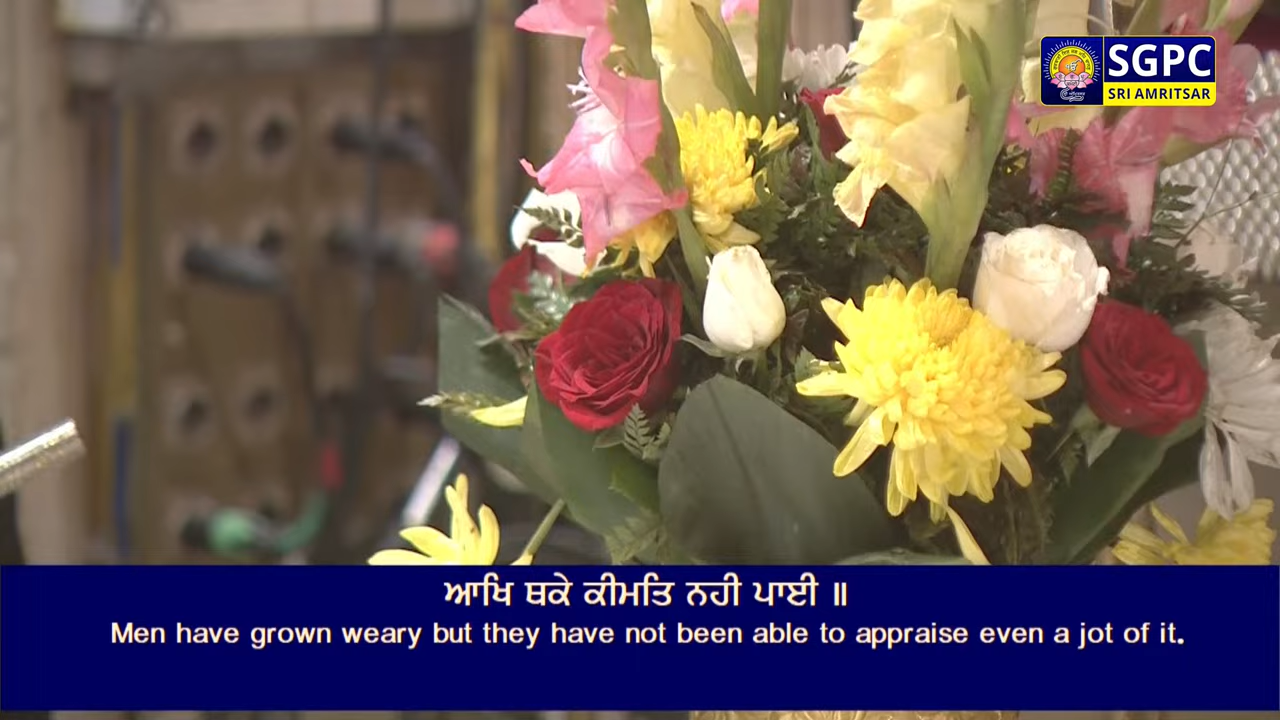 SGPC
SRI AMRITSAR
ਆਖਿ ਥਕੇ ਕੀਮਤਿ ਨਹੀ ਪਾਈ ॥
Men have grown weary but they have not been able to appraise even a jot of it.